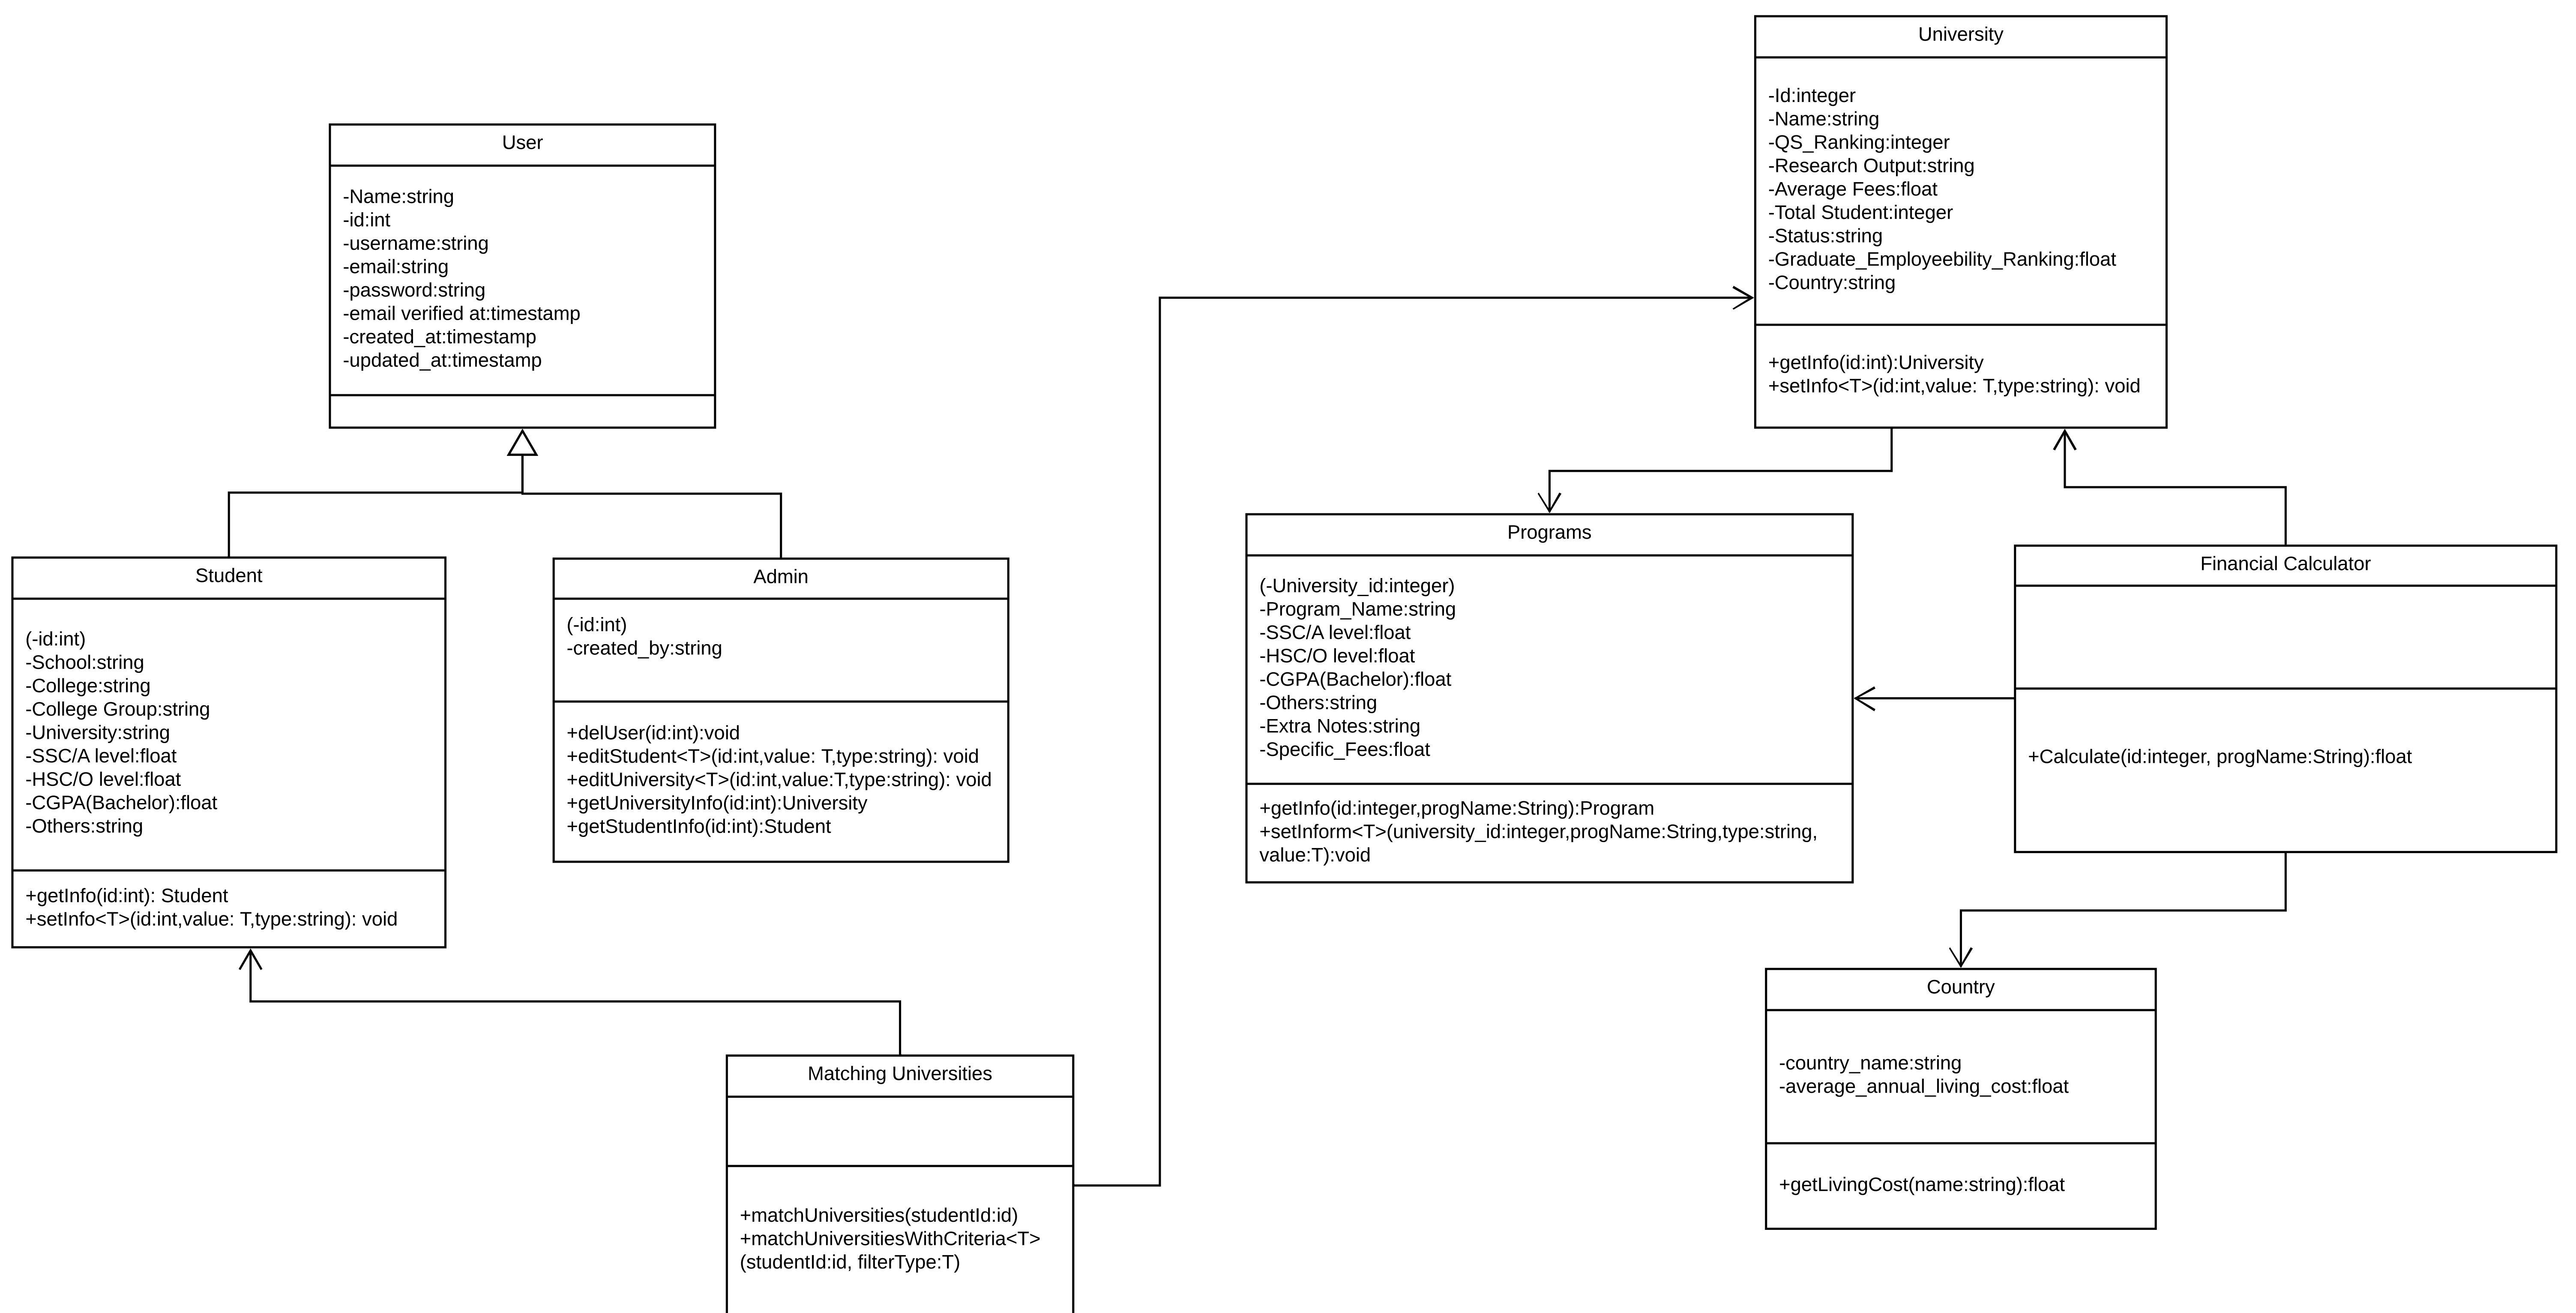 University
-Id:integer
-Name:string
-QS_Ranking:integer
-Research Output:string
-Average Fees:float
-Total Student:integer
-Status:string
-Graduate_Employeebility_Ranking:float
-Country:string
+getInfo(id:int):University
+setInfo<T>(id:int,value: T,type:string): void
User
-Name:string
-id:int
-username:string
-email:string
-password:string
-email verified at:timestamp
-created_at:timestamp
-updated_at:timestamp
Student
(-id:int)
-School:string
-College:string
-College Group:string
-University:string
-SSC/A level:float
-HSC/O level:float
-CGPA(Bachelor):float
-Others:string
+getInfo(id:int): Student
+setInfo<T>(id:int,value: T,type:string): void
Admin
(-id:int)
-created_by:string
+delUser(id:int):void
+editStudent<T>(id:int,value: T,type:string): void
+editUniversity<T>(id:int,value:T,type:string): void
+getUniversityInfo(id:int):University
+getStudentInfo(id:int):Student
Programs
(-University_id:integer)
-Program_Name:string
-SSC/A level:float
-HSC/O level:float
-CGPA(Bachelor):float
-Others:string
-Extra Notes:string
-Specific_Fees:float
+getInfo(id:integer,progName:String):Program
+setInform<T>(university_id:integer,progName:String,type:string,
value:T):void
Financial Calculator
+Calculate(id:integer, progName:String):float
Country
-country_name:string
-average_annual_living_cost:float
+getLivingCost(name:string):float
Matching Universities
+matchUniversities(studentId:id)
+matchUniversitiesWithCriteria<T>
(studentId:id, filterType:T)